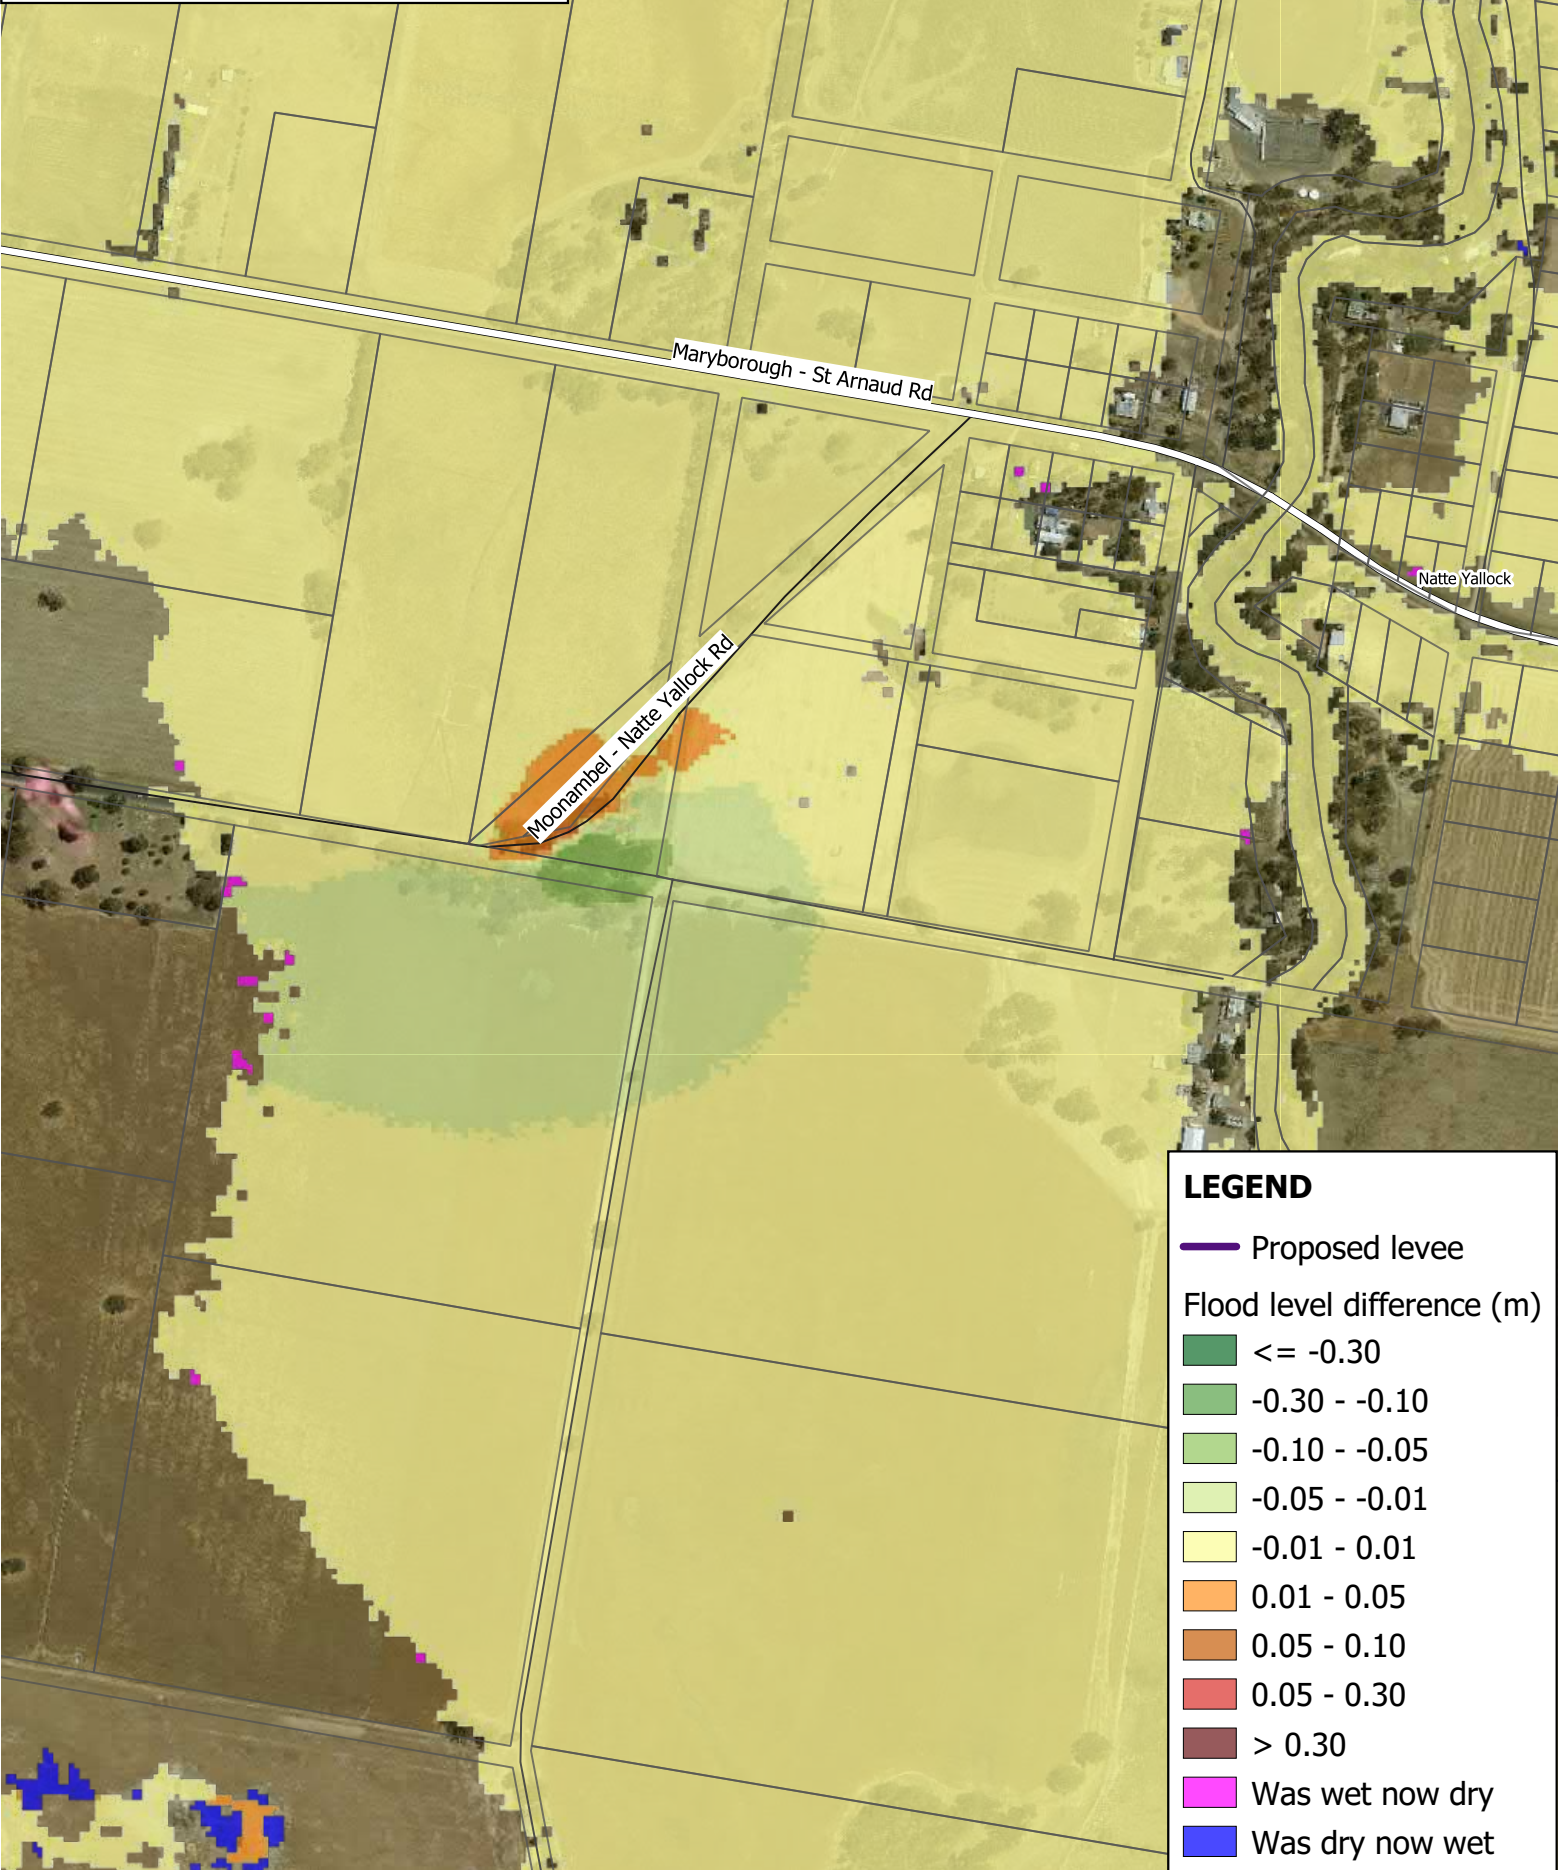 Maryborough - St Arnaud Rd
Natte Yallock
Moonambel - Natte Yallock Rd
LEGEND
Proposed levee
Flood level difference (m)
<= -0.30
-0.30 - -0.10
-0.10 - -0.05
-0.05 - -0.01
-0.01 - 0.01
0.01 - 0.05
0.05 - 0.10
0.05 - 0.30
> 0.30
Was wet now dry
Was dry now wet